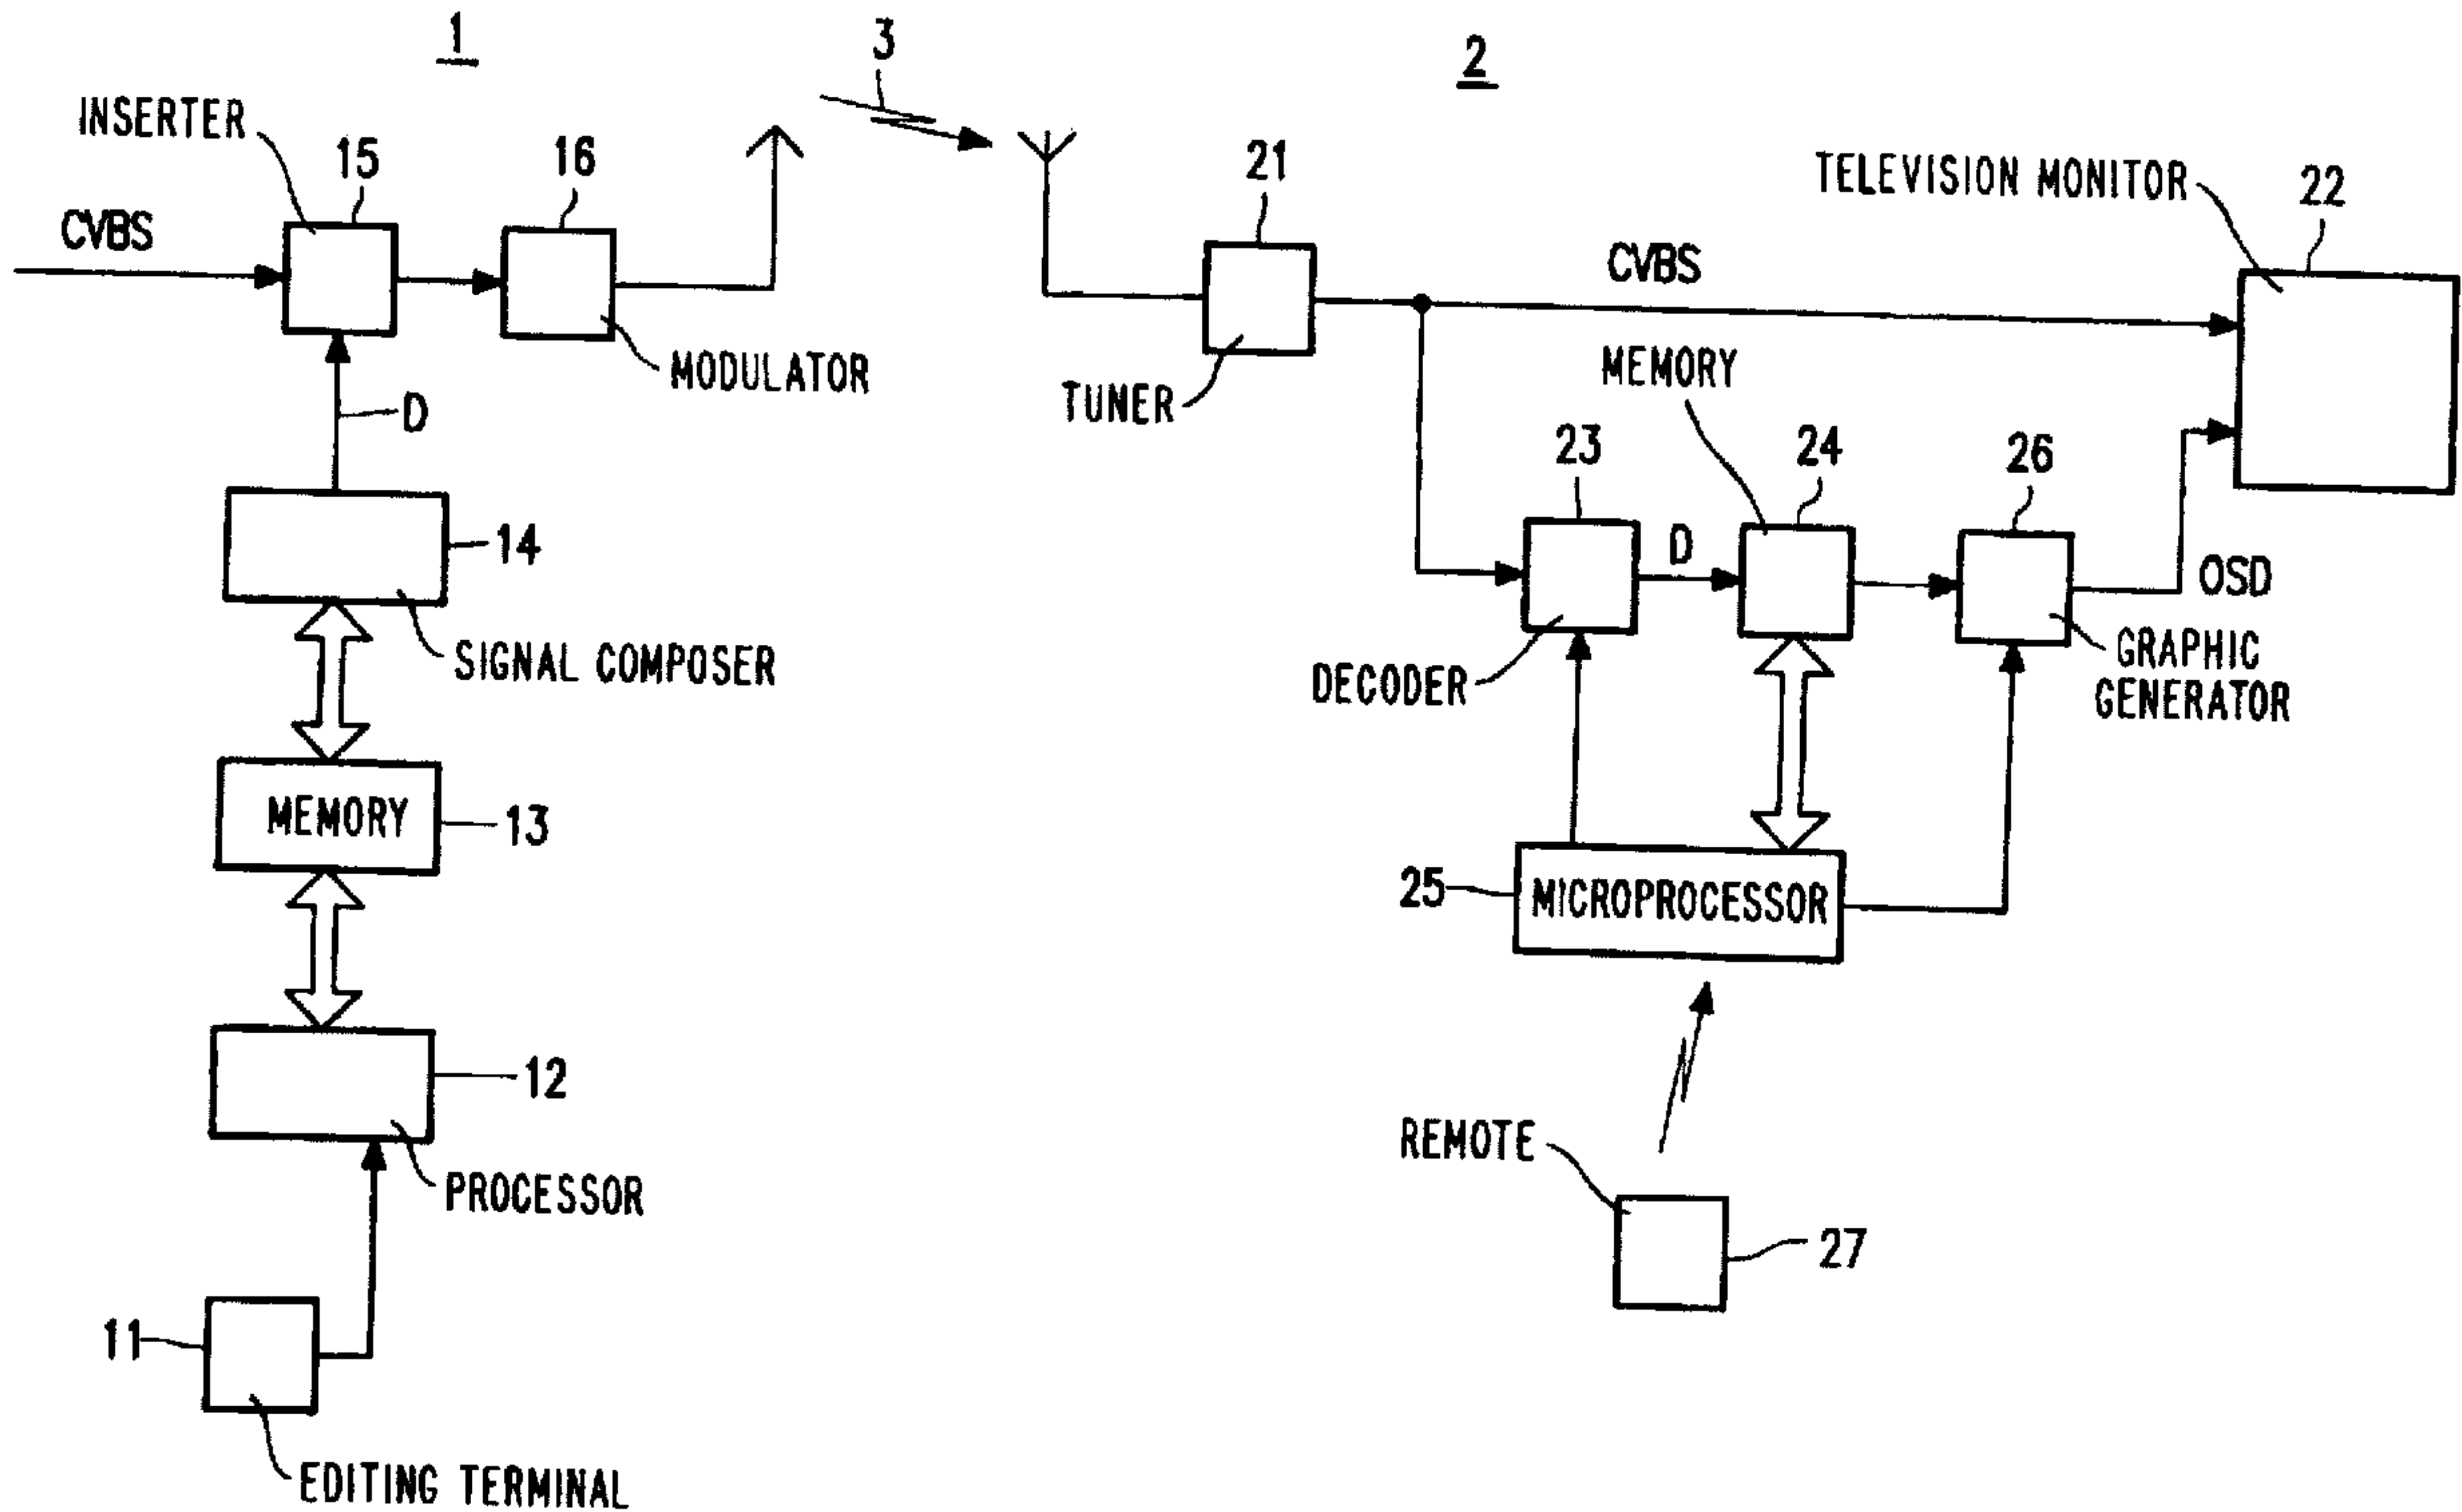 1
3
2
INSERTER
15
16
21
TELEVISION MONITOR
22
CVBS
CVBS
MODULATOR
TUNER
MEMORY
D
23
24
26
14
D
OSD
SIGNAL COMPOSER
DECODER
GRAPHIC
GENERATOR
MEMORY
13
25
MICROPROCESSOR
12
PROCESSOR
REMOTE
27
11
EDITING TERMINAL